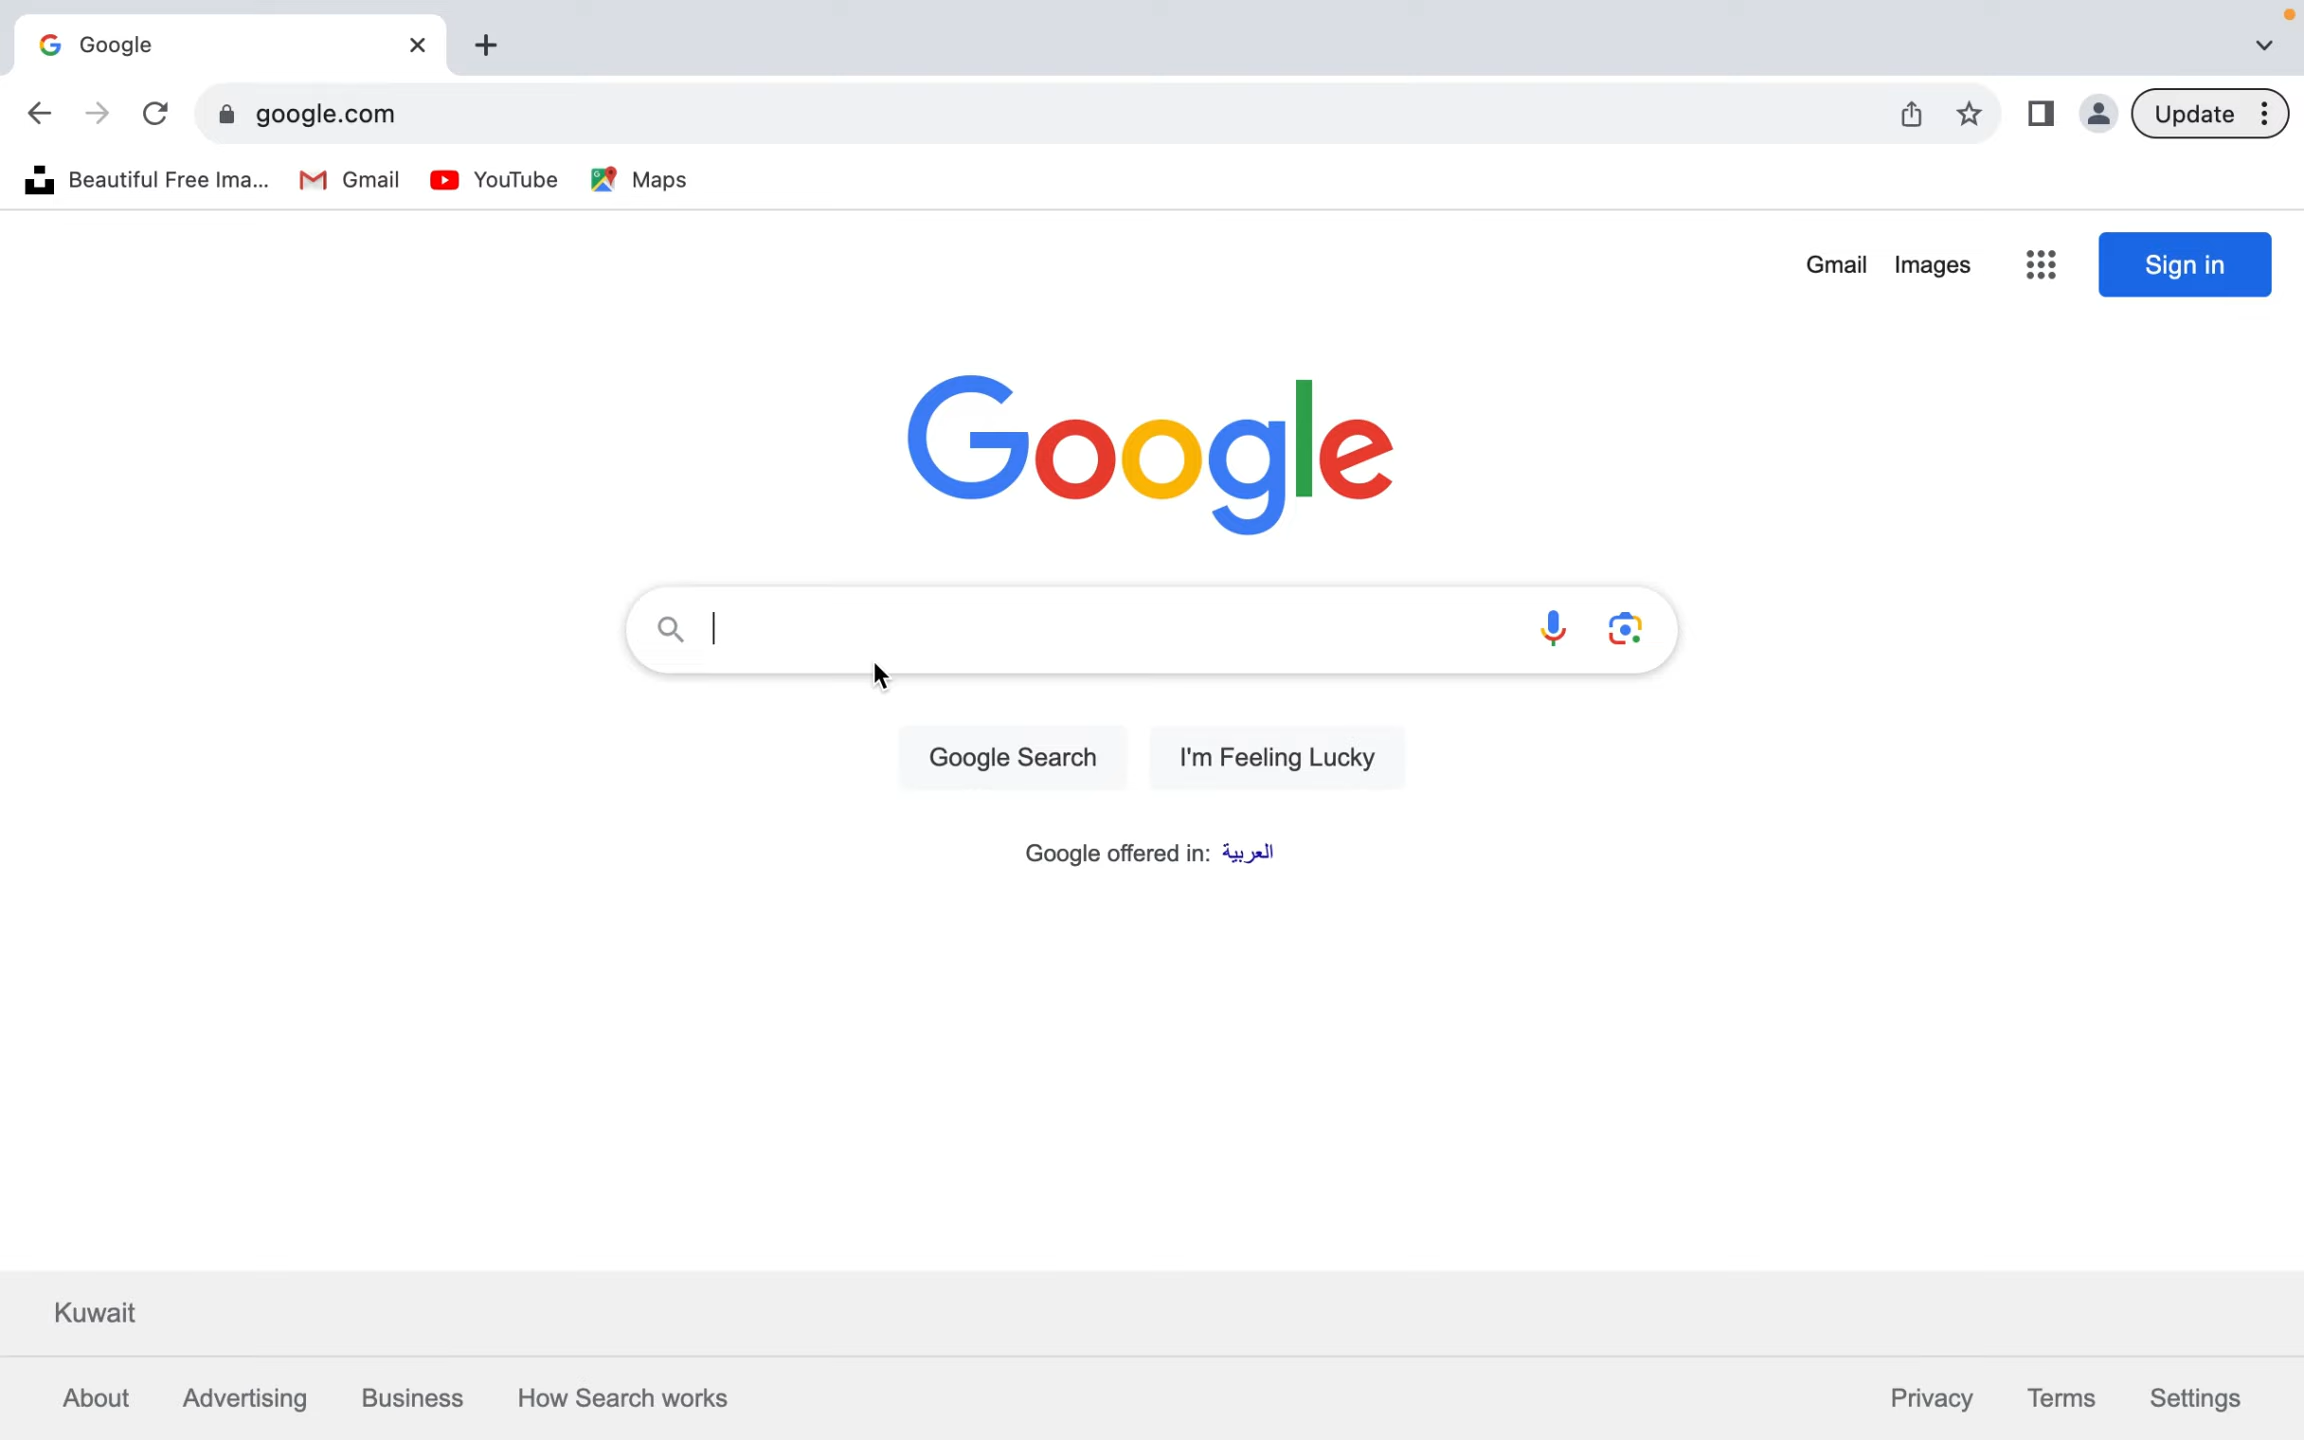 Google
google.com
Update
Beautiful Free Ima... Gmail YouTube Maps
Gmail Images Sign in
Google
Google Search I'm Feeling Lucky
Google offered in: العربية
Kuwait
About Advertising Business How Search works Privacy Terms Settings